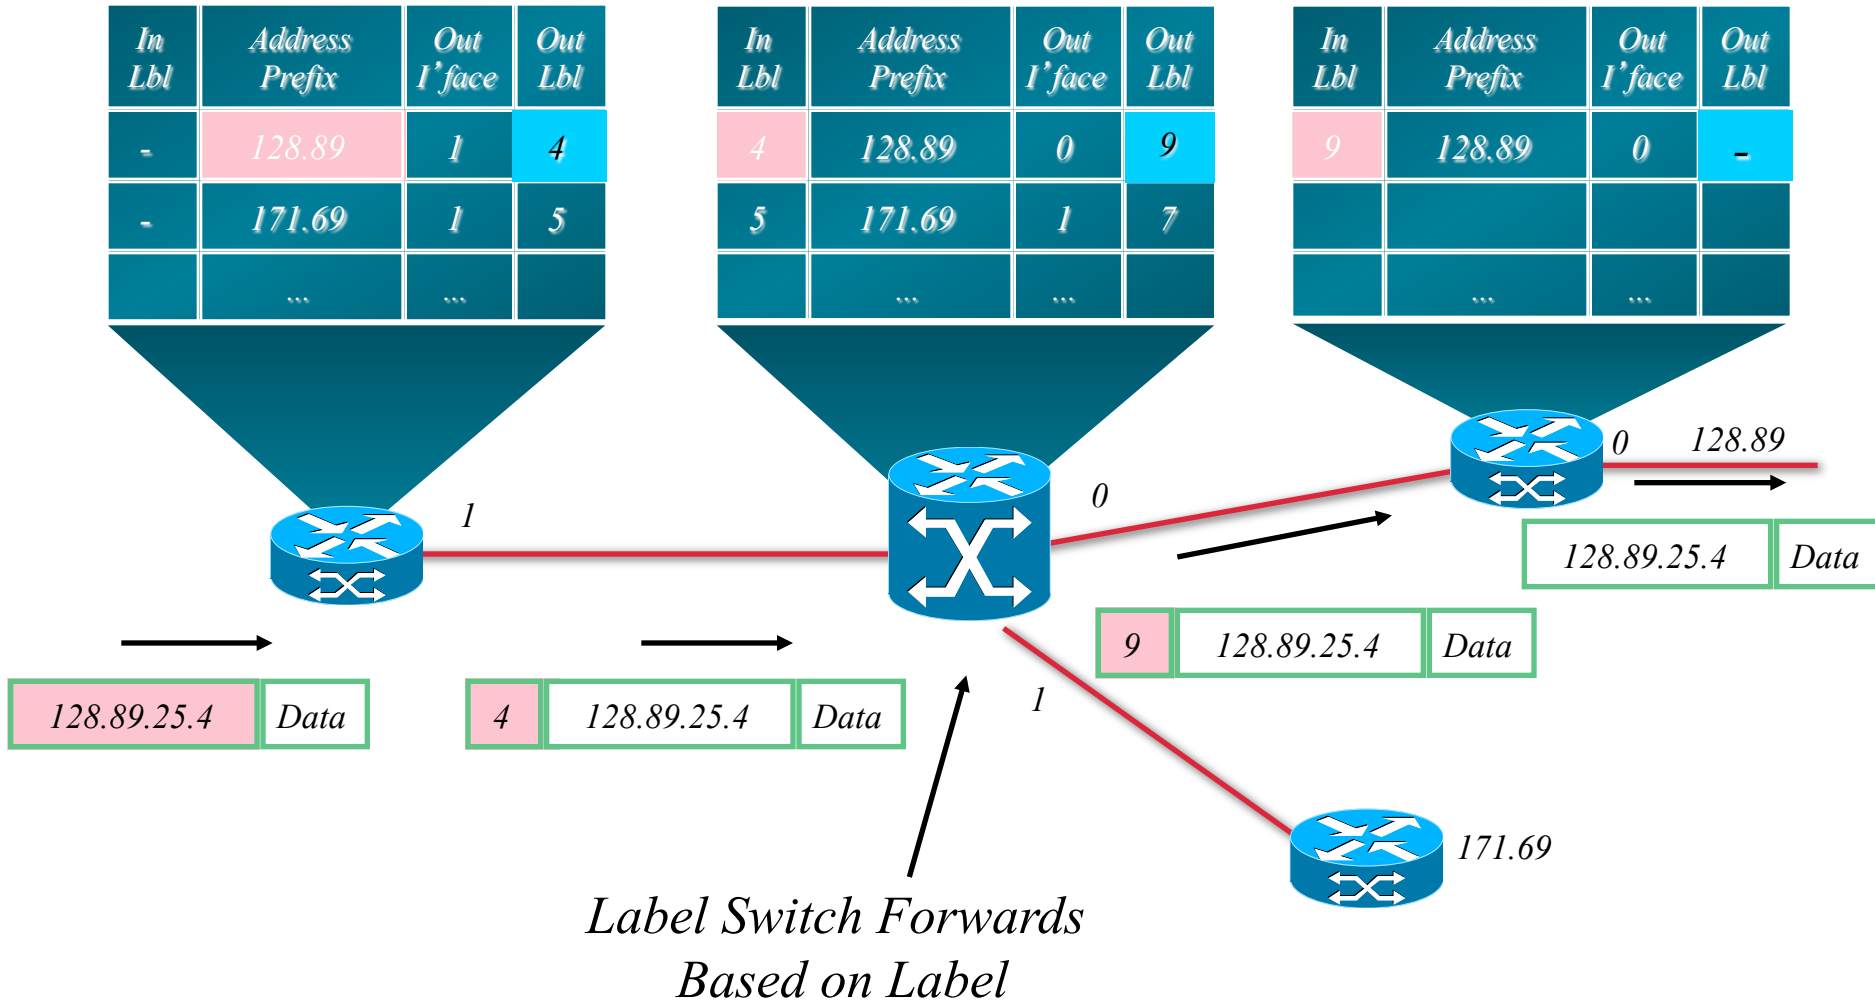 In Lbl Address Prefix Out I’face Out Lbl
- 128.89 1 4
- 171.69 1 5
... ...
In Lbl Address Prefix Out I’face Out Lbl
4 128.89 0 9
5 171.69 1 7
... ...
In Lbl Address Prefix Out I’face Out Lbl
9 128.89 0 -
... ...
1
0
0 128.89
1
171.69
128.89.25.4 Data
4 128.89.25.4 Data
9 128.89.25.4 Data
128.89.25.4 Data
Label Switch Forwards
Based on Label